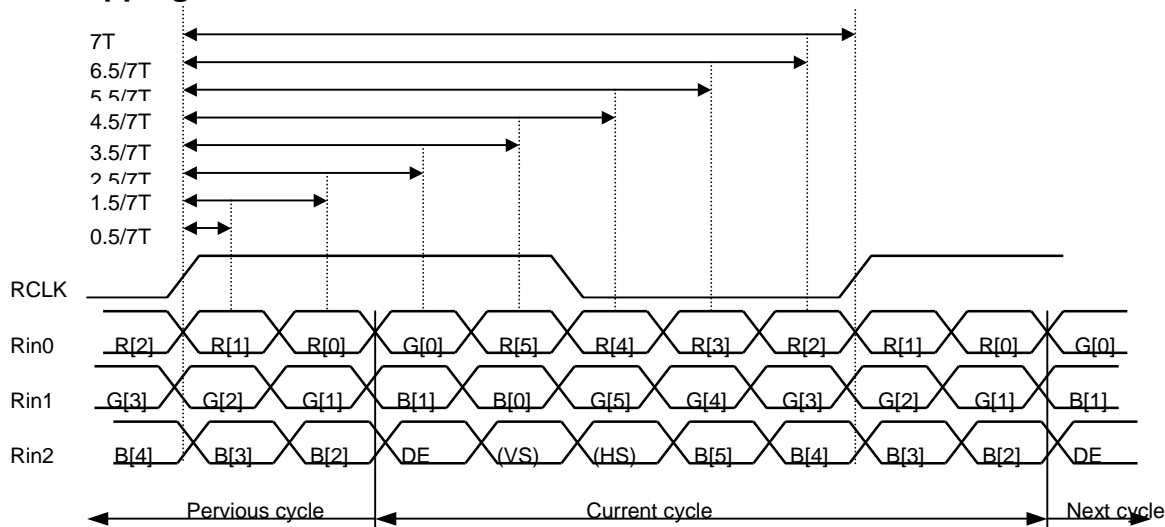 7T
6.5/7T
5.5/7T
4.5/7T
3.5/7T
2.5/7T
1.5/7T
0.5/7T
RCLK
Rin0 R[2] R[1] R[0] G[0] R[5] R[4] R[3] R[2] R[1] R[0] G[0]
Rin1 G[3] G[2] G[1] B[1] B[0] G[5] G[4] G[3] G[2] G[1] B[1]
Rin2 B[4] B[3] B[2] DE (VS) (HS) B[5] B[4] B[3] B[2] DE
Pervious cycle Current cycle Next cycle